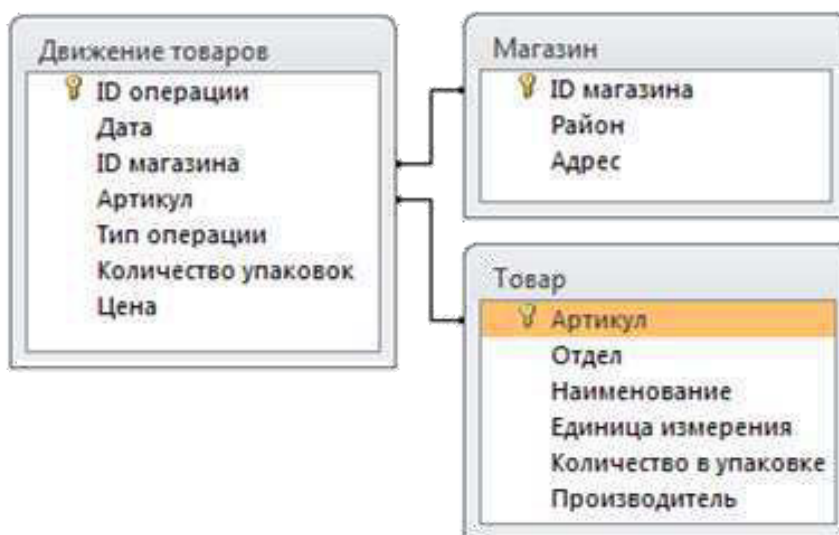 Движение товаров
ID операции
Дата
ID магазина
Артикул
Тип операции
Количество упаковок
Цена
Магазин
ID магазина
Район
Адрес
Товар
Артикул
Отдел
Наименование
Единица измерения
Количество в упаковке
Производитель